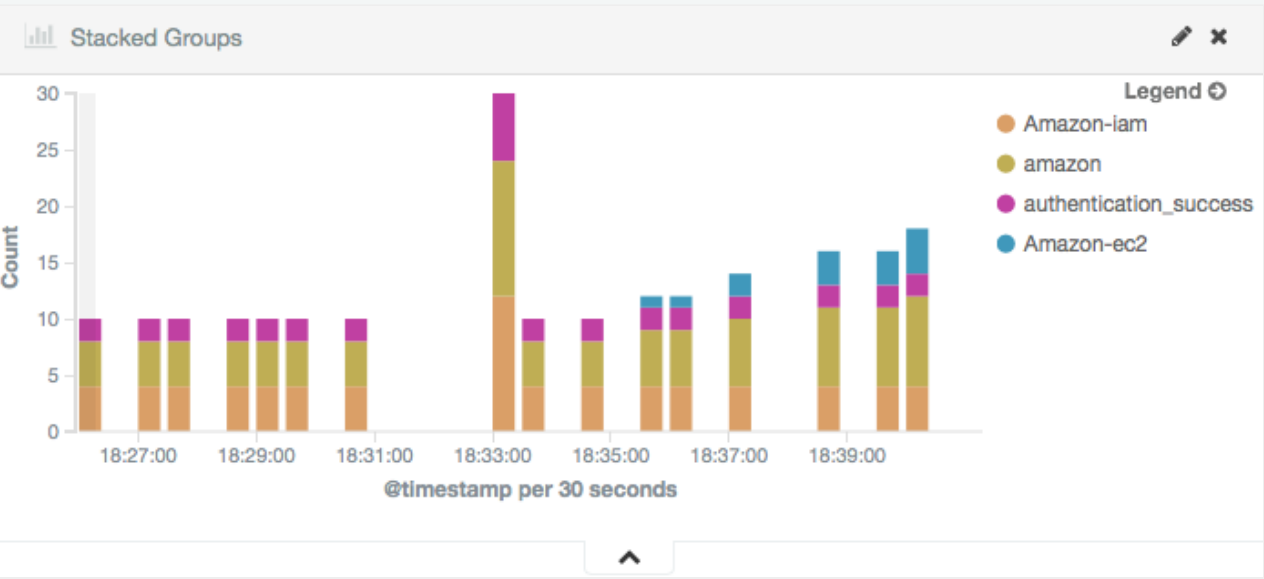 Stacked Groups
Legend
Amazon-iam
amazon
authentication_success
Amazon-ec2
Count
30
25
20
15
10
5
0
18:27:00 18:29:00 18:31:00 18:33:00 18:35:00 18:37:00 18:39:00
@timestamp per 30 seconds